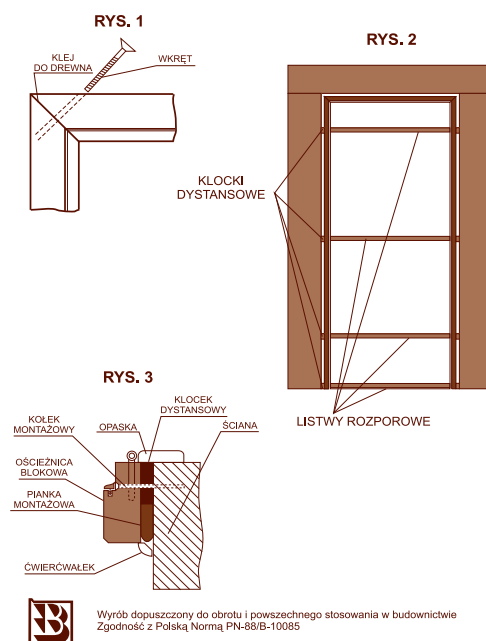 RYS. 1
KLEJ
DO DREWNA
WKRĘT
RYS. 2
KLOCKI
DYSTANSOWE
LISTWY ROZPOROWE
RYS. 3
KOŁEK
MONTAŻOWY
OPASKA
KLOCEK
DYSTANSOWY
ŚCIANA
OŚCIEŻNICA
BLOKOWA
PIANKA
MONTAŻOWA
ĆWIERĆWAŁEK
B
Wyrób dopuszczony do obrotu i powszechnego stosowania w budownictwie
Zgodność z Polską Normą PN-88/B-10085